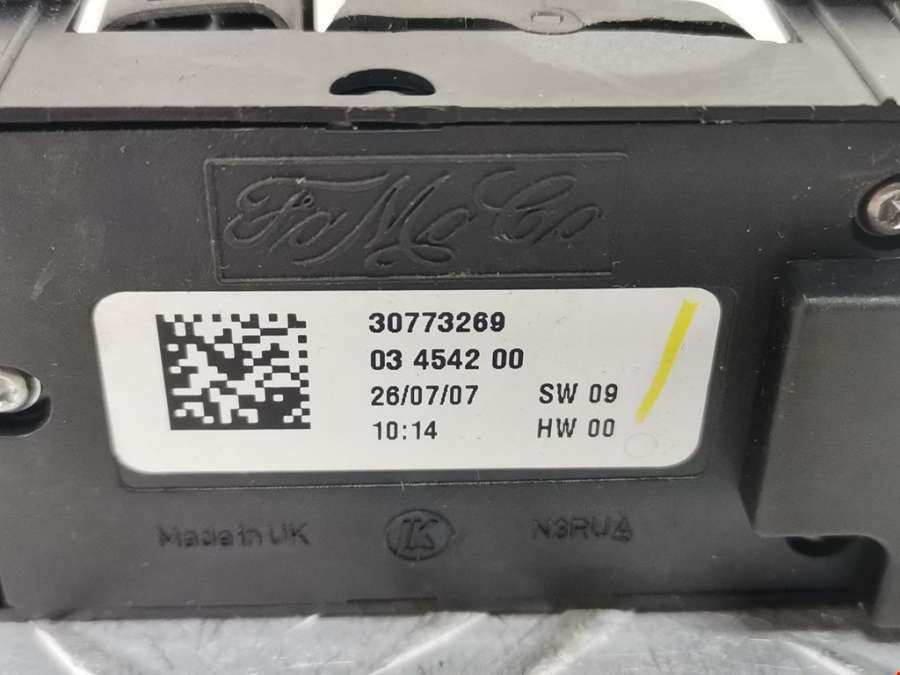 FoMoCo
30773269
03 4542 00
26/07/07 SW 09
10:14 HW 00
Made in UK K N3RUA